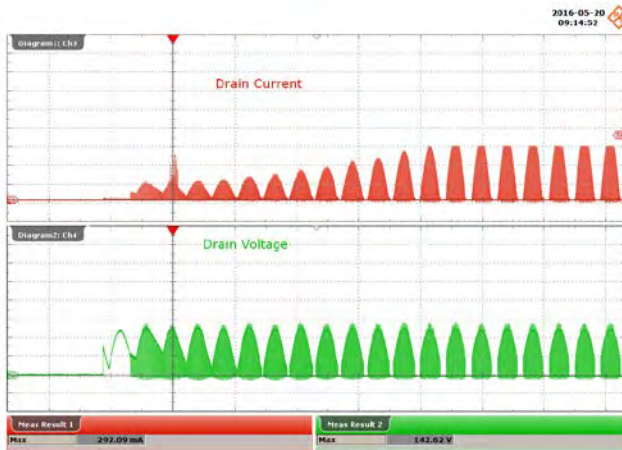 2016-05-20
09:14:52
Diagram1: Ch3
Drain Current
Diagram2: Ch4
Drain Voltage
Meas Result 1
Meas Result 2
Max 292.09 mA
Max 142.62 V